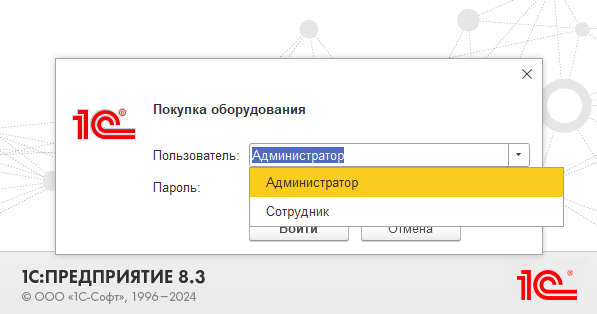 1С®
Покупка оборудования
Пользователь: Администратор
Администратор
Сотрудник
Пароль:
Войти Отмена
1С:ПРЕДПРИЯТИЕ 8.3
© ООО «1С-Софт», 1996–2024
1С®